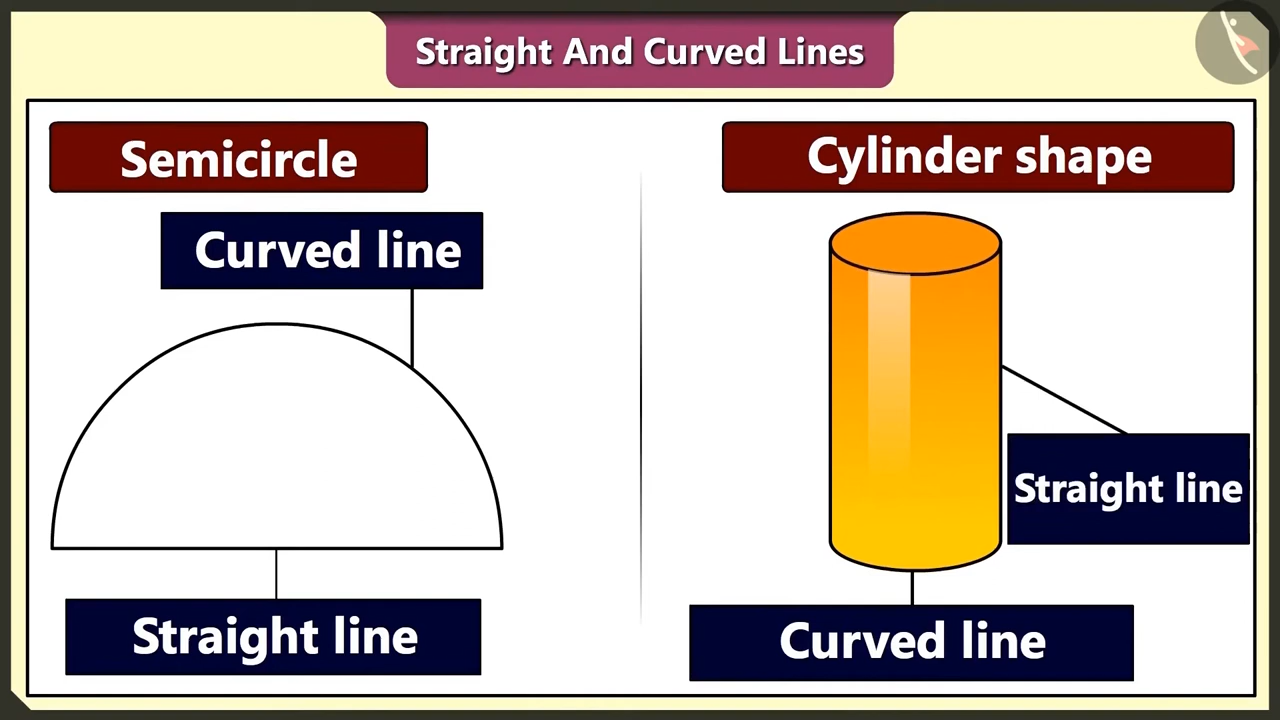 Straight And Curved Lines
Semicircle
Curved line
Straight line
Cylinder shape
Straight line
Curved line